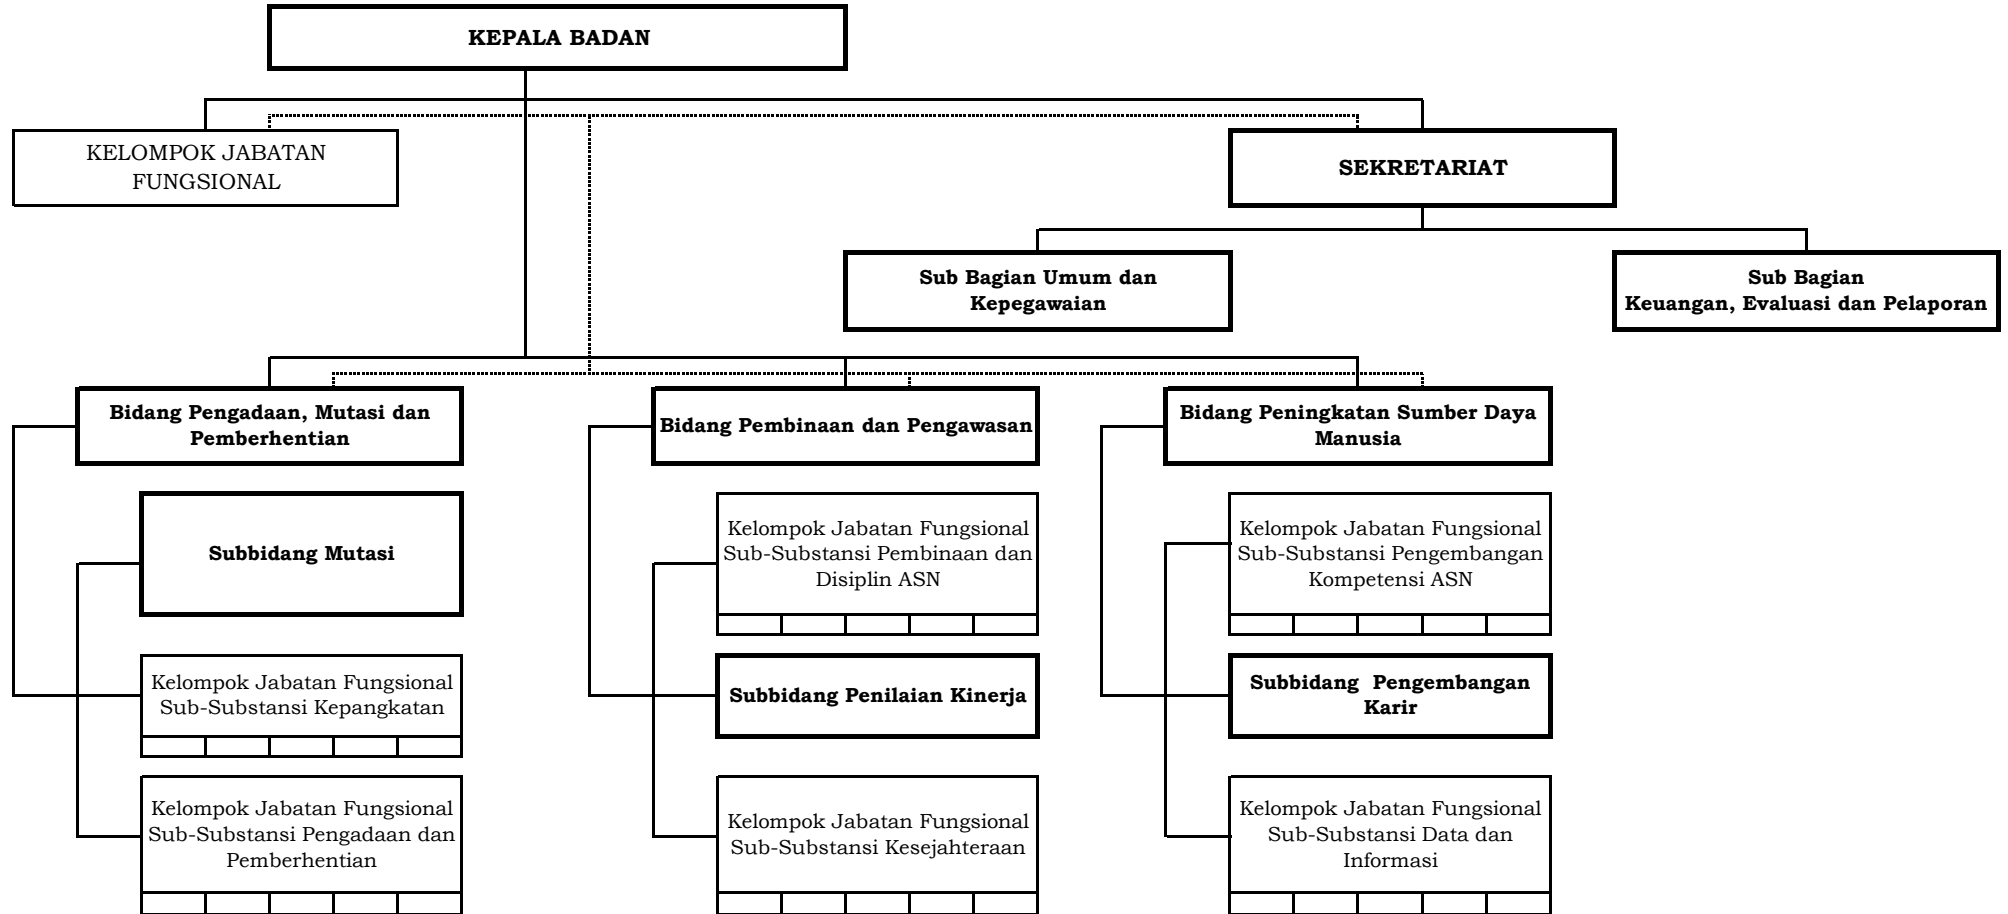 KEPALA BADAN
KELOMPOK JABATAN
FUNGSIONAL
SEKRETARIAT
Sub Bagian Umum dan
Kepegawaian
Sub Bagian
Keuangan, Evaluasi dan Pelaporan
Bidang Pengadaan, Mutasi dan
Pemberhentian
Bidang Pembinaan dan Pengawasan
Bidang Peningkatan Sumber Daya
Manusia
Subbidang Mutasi
Kelompok Jabatan Fungsional
Sub-Substansi Pembinaan dan
Disiplin ASN
Kelompok Jabatan Fungsional
Sub-Substansi Pengembangan
Kompetensi ASN
Kelompok Jabatan Fungsional
Sub-Substansi Kepangkatan
Subbidang Penilaian Kinerja
Subbidang  Pengembangan
Karir
Kelompok Jabatan Fungsional
Sub-Substansi Pengadaan dan
Pemberhentian
Kelompok Jabatan Fungsional
Sub-Substansi Kesejahteraan
Kelompok Jabatan Fungsional
Sub-Substansi Data dan
Informasi